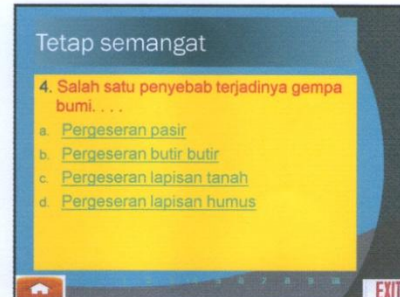 Tetap semangat
4. Salah satu penyebab terjadinya gempa
bumi. . . .
a. Pergeseran pasir
b. Pergeseran butir butir
c. Pergeseran lapisan tanah
d. Pergeseran lapisan humus
EXIT